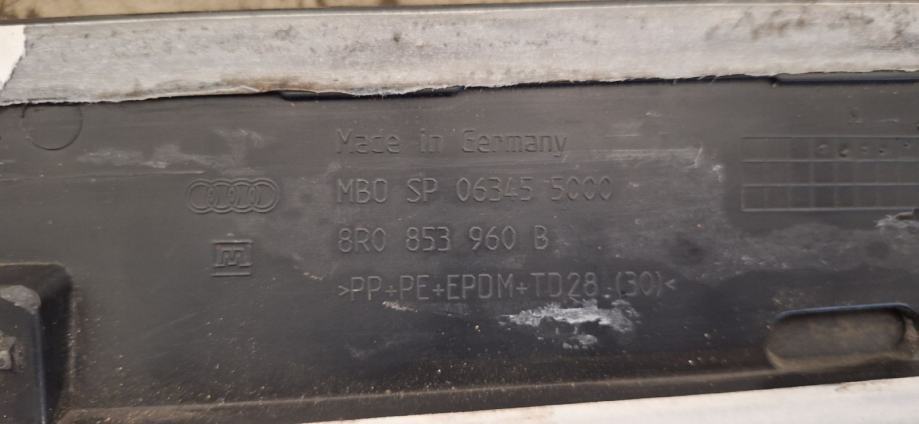 Made in Germany
MBO SP 06345 5000
8R0 853 960 B
>PP+PE+EPDM+TD28 (30)<